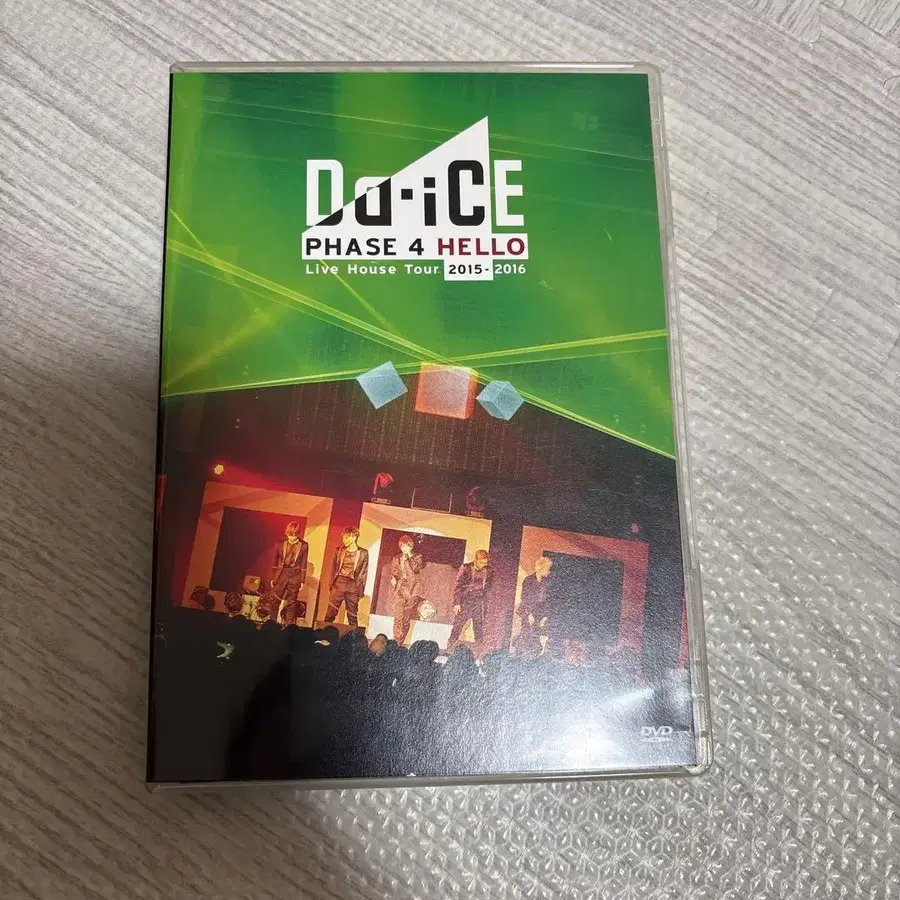 Da-iCE
PHASE 4 HELLO
Live House Tour 2015-2016
DVD